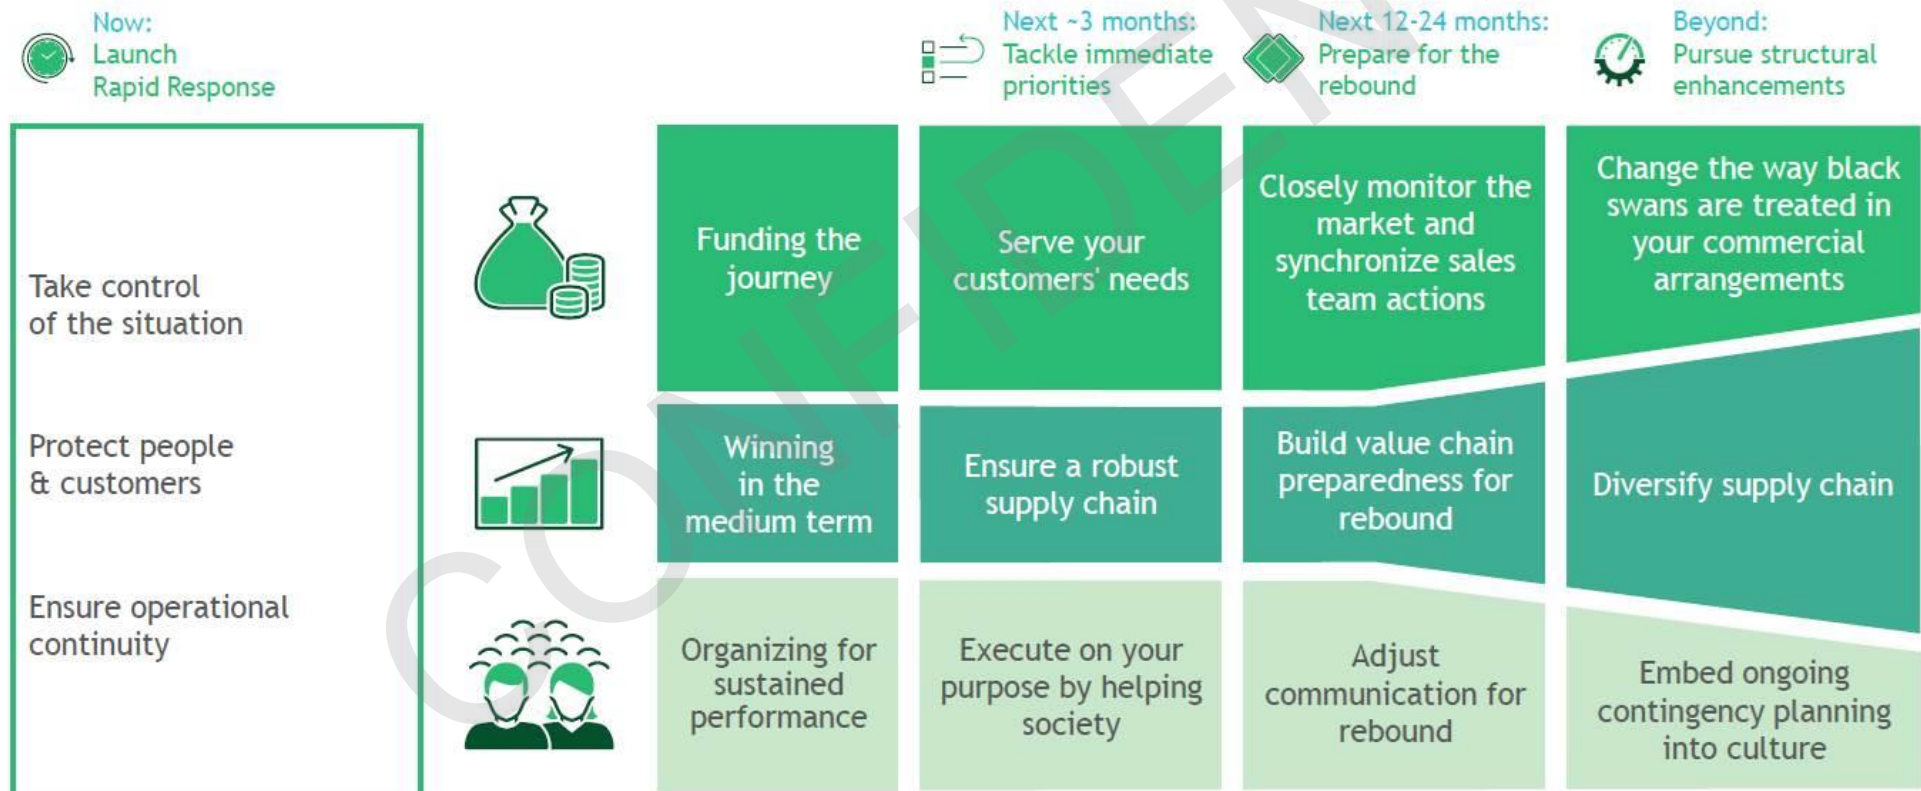 Now:
Launch
Rapid Response
Next ~3 months:
Tackle immediate
priorities
Next 12-24 months:
Prepare for the
rebound
Beyond:
Pursue structural
enhancements
Take control
of the situation
Protect people
& customers
Ensure operational
continuity
Funding the
journey
Serve your
customers' needs
Closely monitor the
market and
synchronize sales
team actions
Change the way black
swans are treated in
your commercial
arrangements
Winning
in the
medium term
Ensure a robust
supply chain
Build value chain
preparedness for
rebound
Diversify supply chain
Organizing for
sustained
performance
Execute on your
purpose by helping
society
Adjust
communication for
rebound
Embed ongoing
contingency planning
into culture
CONFIDEN